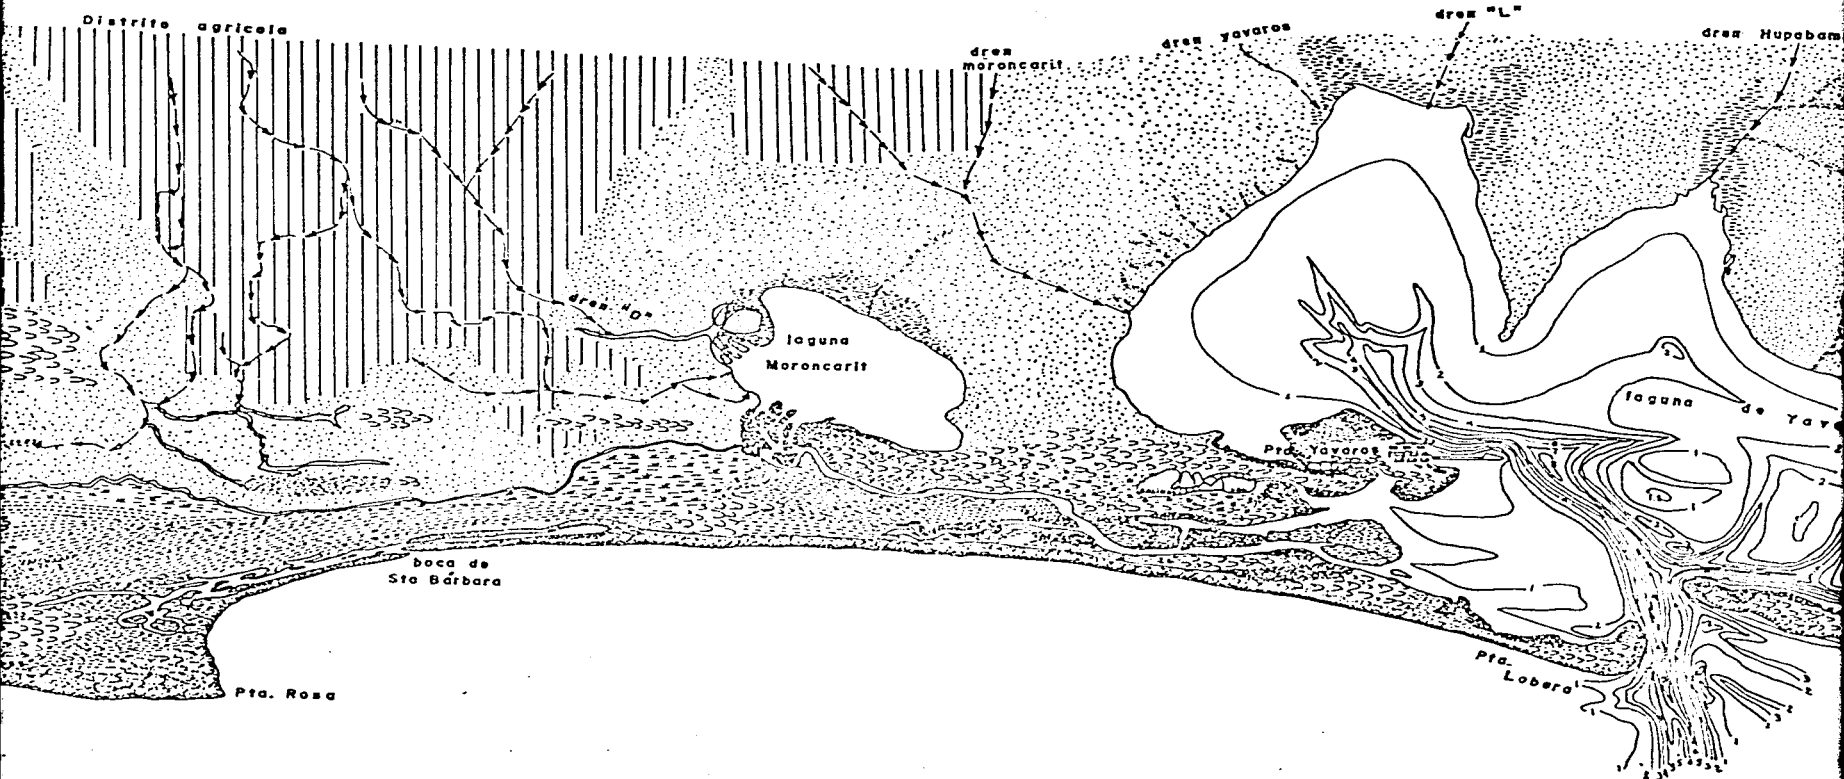 Distrito agricola
dren
moroncarit
dren yavaros
dren "L"
dren Hupabam
dren "D"
laguna
Moroncarit
laguna de Yav
Pta. Yavaros
boca de
Sta Bárbara
Pta. Rosa
Pta.
Lobera